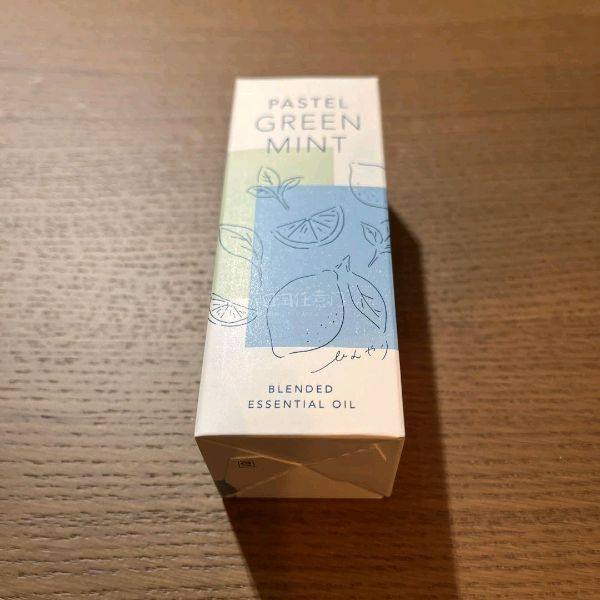 PASTEL
GREEN
MINT
ひんやり
BLENDED
ESSENTIAL OIL